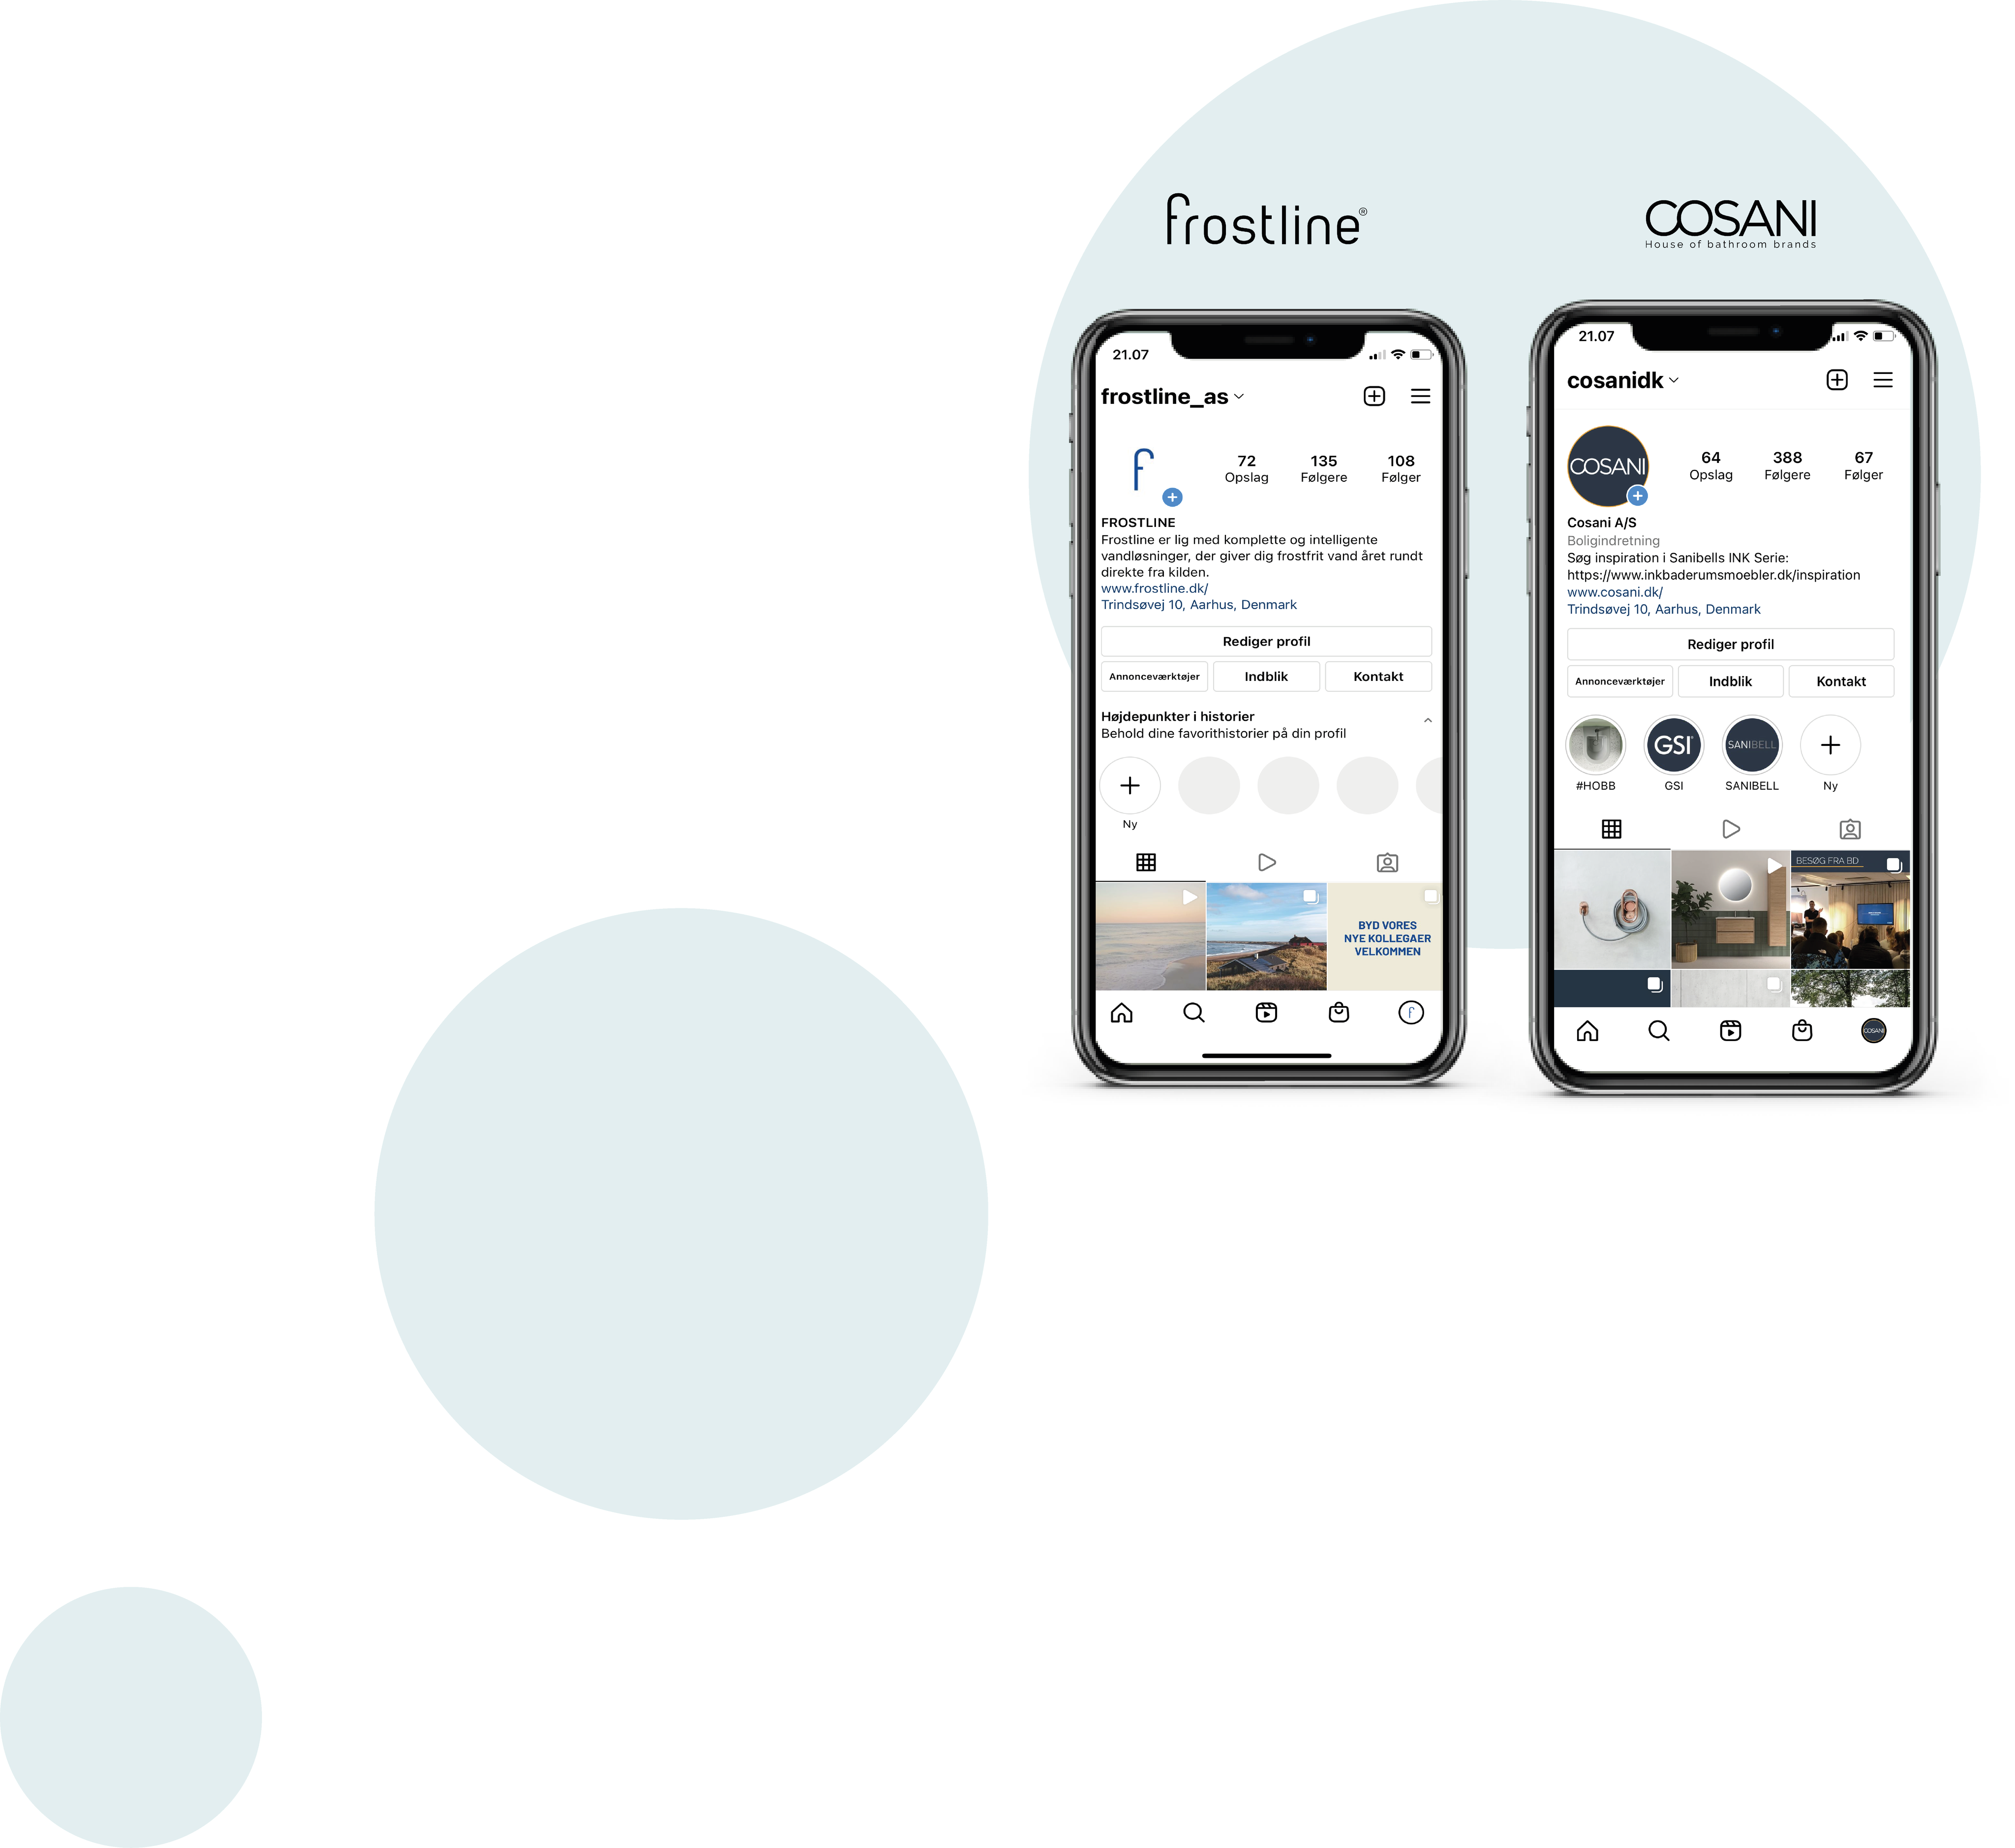 frostline®
21.07
frostline_as
72
135
108
Opslag
Følgere
Følger
FROSTLINE
Frostline er lig med komplette og intelligente
vandløsninger, der giver dig frostfrit vand året rundt
direkte fra kilden.
www.frostline.dk/
Trindsøvej 10, Aarhus, Denmark
Rediger profil
Annonceværktøjer
Indblik
Kontakt
Højdepunkter i historier
Behold dine favorithistorier på din profil
Ny
BYD VORES
NYE KOLLEGAER
VELKOMMEN
f
COSANI
House of bathroom brands
21.07
cosanidk
COSANI
64
388
67
Opslag
Følgere
Følger
Cosani A/S
Boligindretning
Søg inspiration i Sanibells INK Serie:
https://www.inkbaderumsmoebler.dk/inspiration
www.cosani.dk/
Trindsøvej 10, Aarhus, Denmark
Rediger profil
Annonceværktøjer
Indblik
Kontakt
GSI
SANIBELL
#HOBB
GSI
SANIBELL
Ny
BESØG FRA BD
COSANI